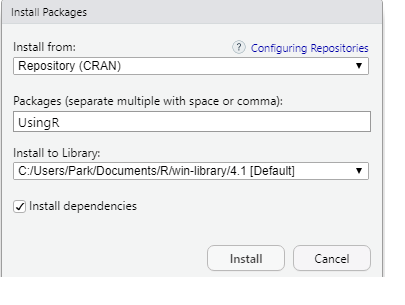 Install Packages
Install from:
? Configuring Repositories
Repository (CRAN)
Packages (separate multiple with space or comma):
UsingR
Install to Library:
C:/Users/Park/Documents/R/win-library/4.1 [Default]
Install dependencies
Install Cancel